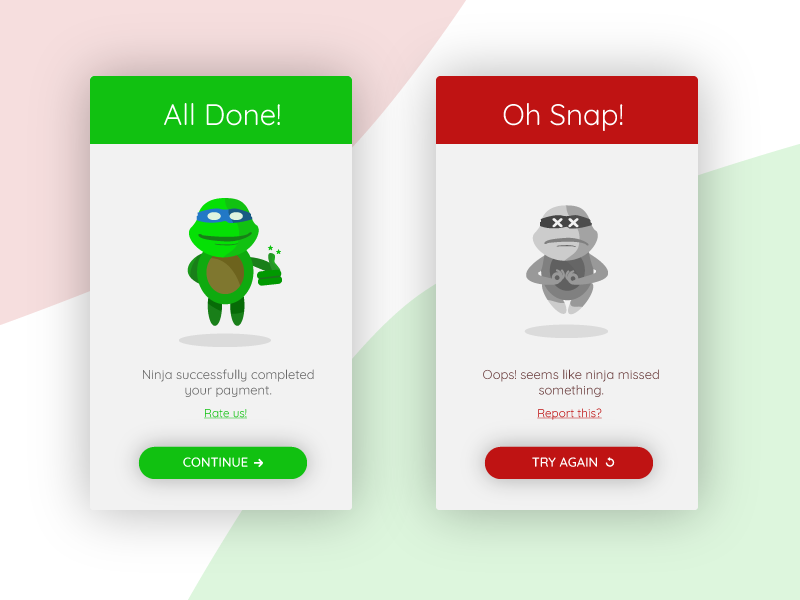 All Done!
Ninja successfully completed
your payment.
Rate us!
CONTINUE →
Oh Snap!
Oops! seems like ninja missed
something.
Report this?
TRY AGAIN